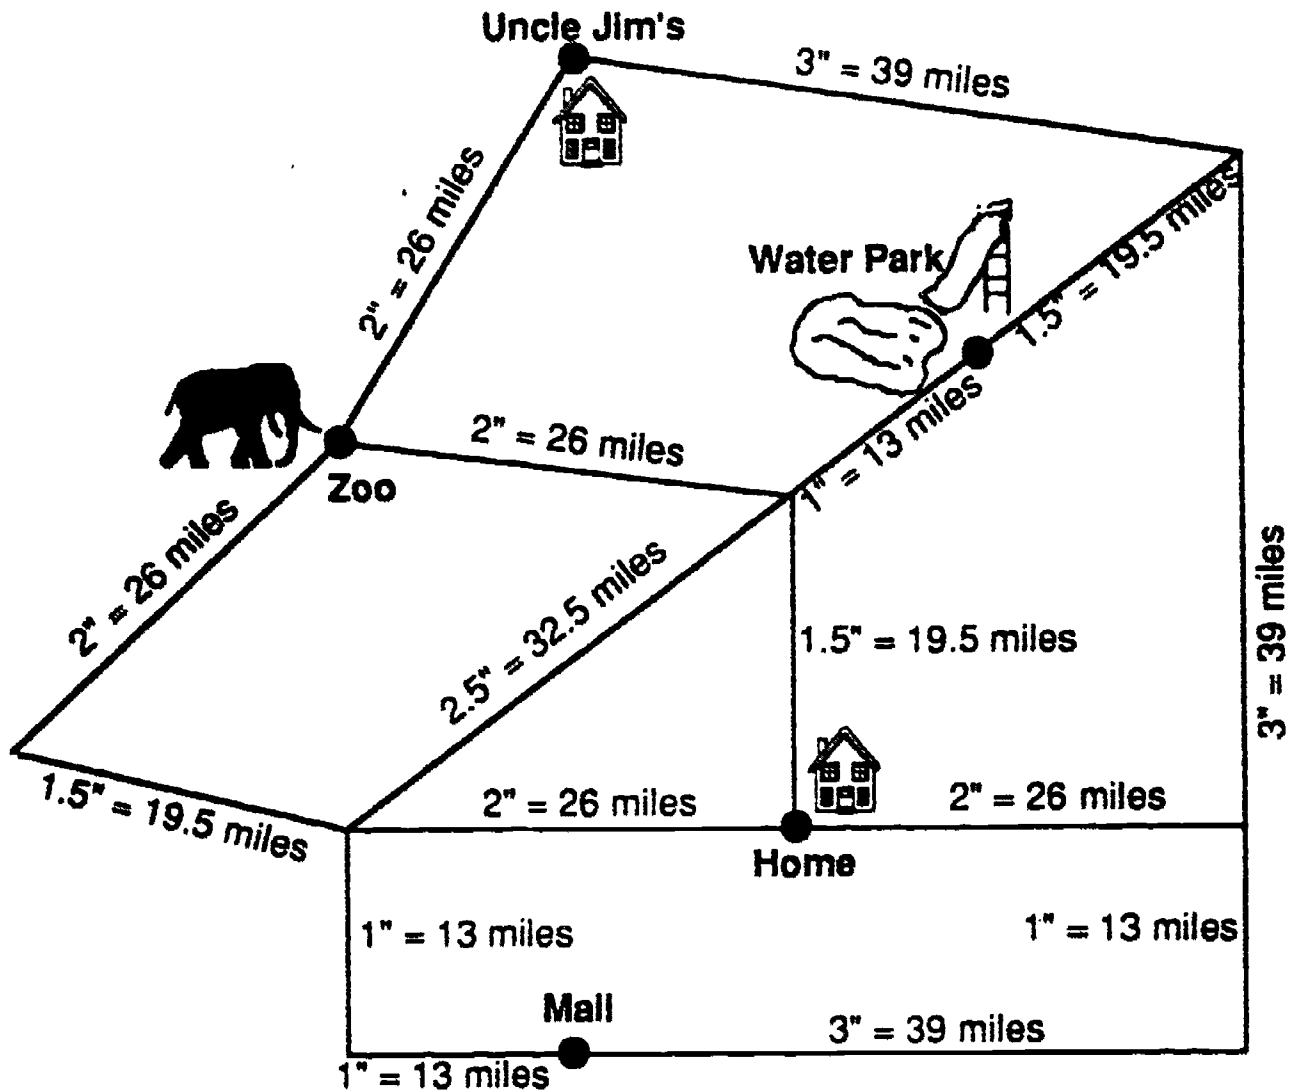 Uncle Jim's
3" = 39 miles
2" = 26 miles
Water Park
1.5" = 19.5 miles
1" = 13 miles
2" = 26 miles
Zoo
2" = 26 miles
2.5" = 32.5 miles
1.5" = 19.5 miles
3" = 39 miles
1.5" = 19.5 miles
2" = 26 miles
2" = 26 miles
Home
1" = 13 miles
1" = 13 miles
Mall
3" = 39 miles
1" = 13 miles